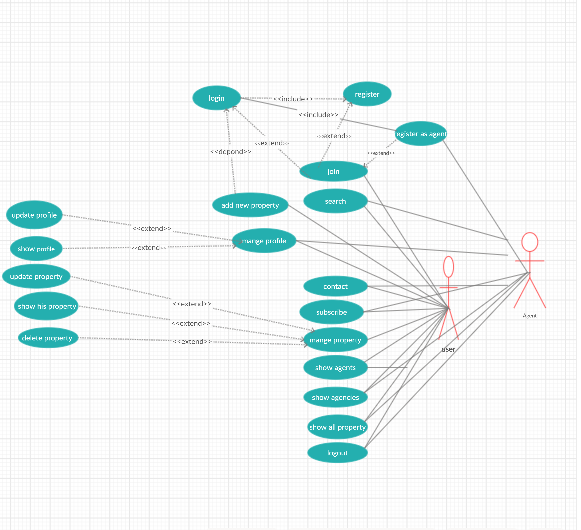 login
<<include>>
register
<<include>>
register as agent
<<extend>>
<<extend>>
<<depond>>
<<extend>>
join
add new property
search
update profile
<<extend>>
mange profile
show profile
<<extend>>
update property
contact
show his property
<<extend>>
subscribe
Agent
<<extend>>
delete property
<<extend>>
mange property
user
show agents
show agencies
show all property
logout